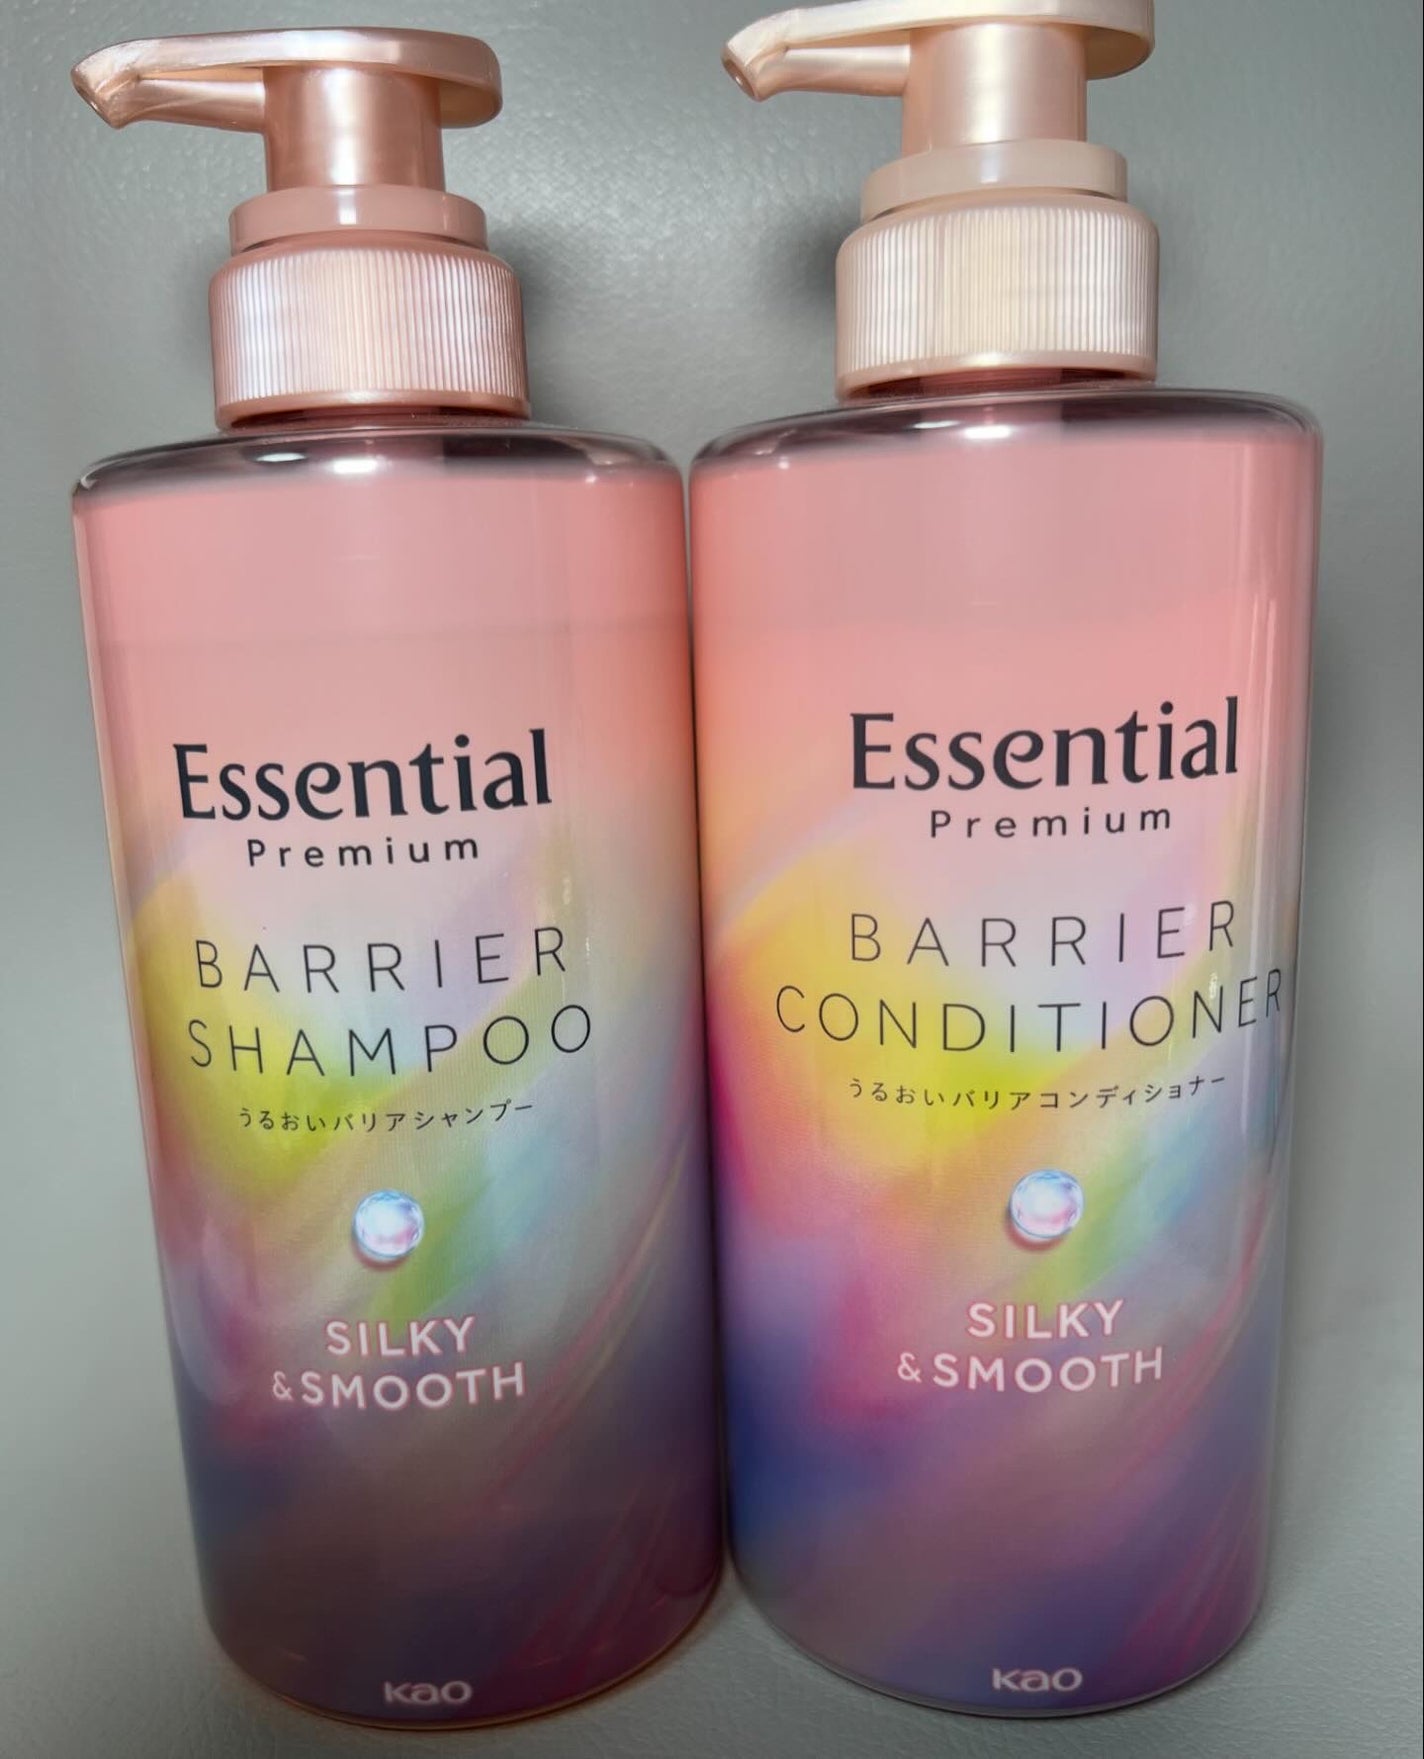 Essential
Premium
BARRIER
SHAMPOO
うるおいバリアシャンプー
SILKY
&SMOOTH
Kao
Essential
Premium
BARRIER
CONDITIONER
うるおいバリアコンディショナー
SILKY
&SMOOTH
Kao